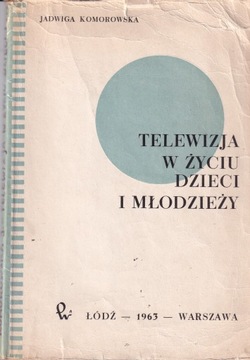 JADWIGA KOMOROWSKA
TELEWIZJA
W ŻYCIU
DZIECI
I MŁODZIEŻY
ŁÓDŹ — 1963 — WARSZAWA